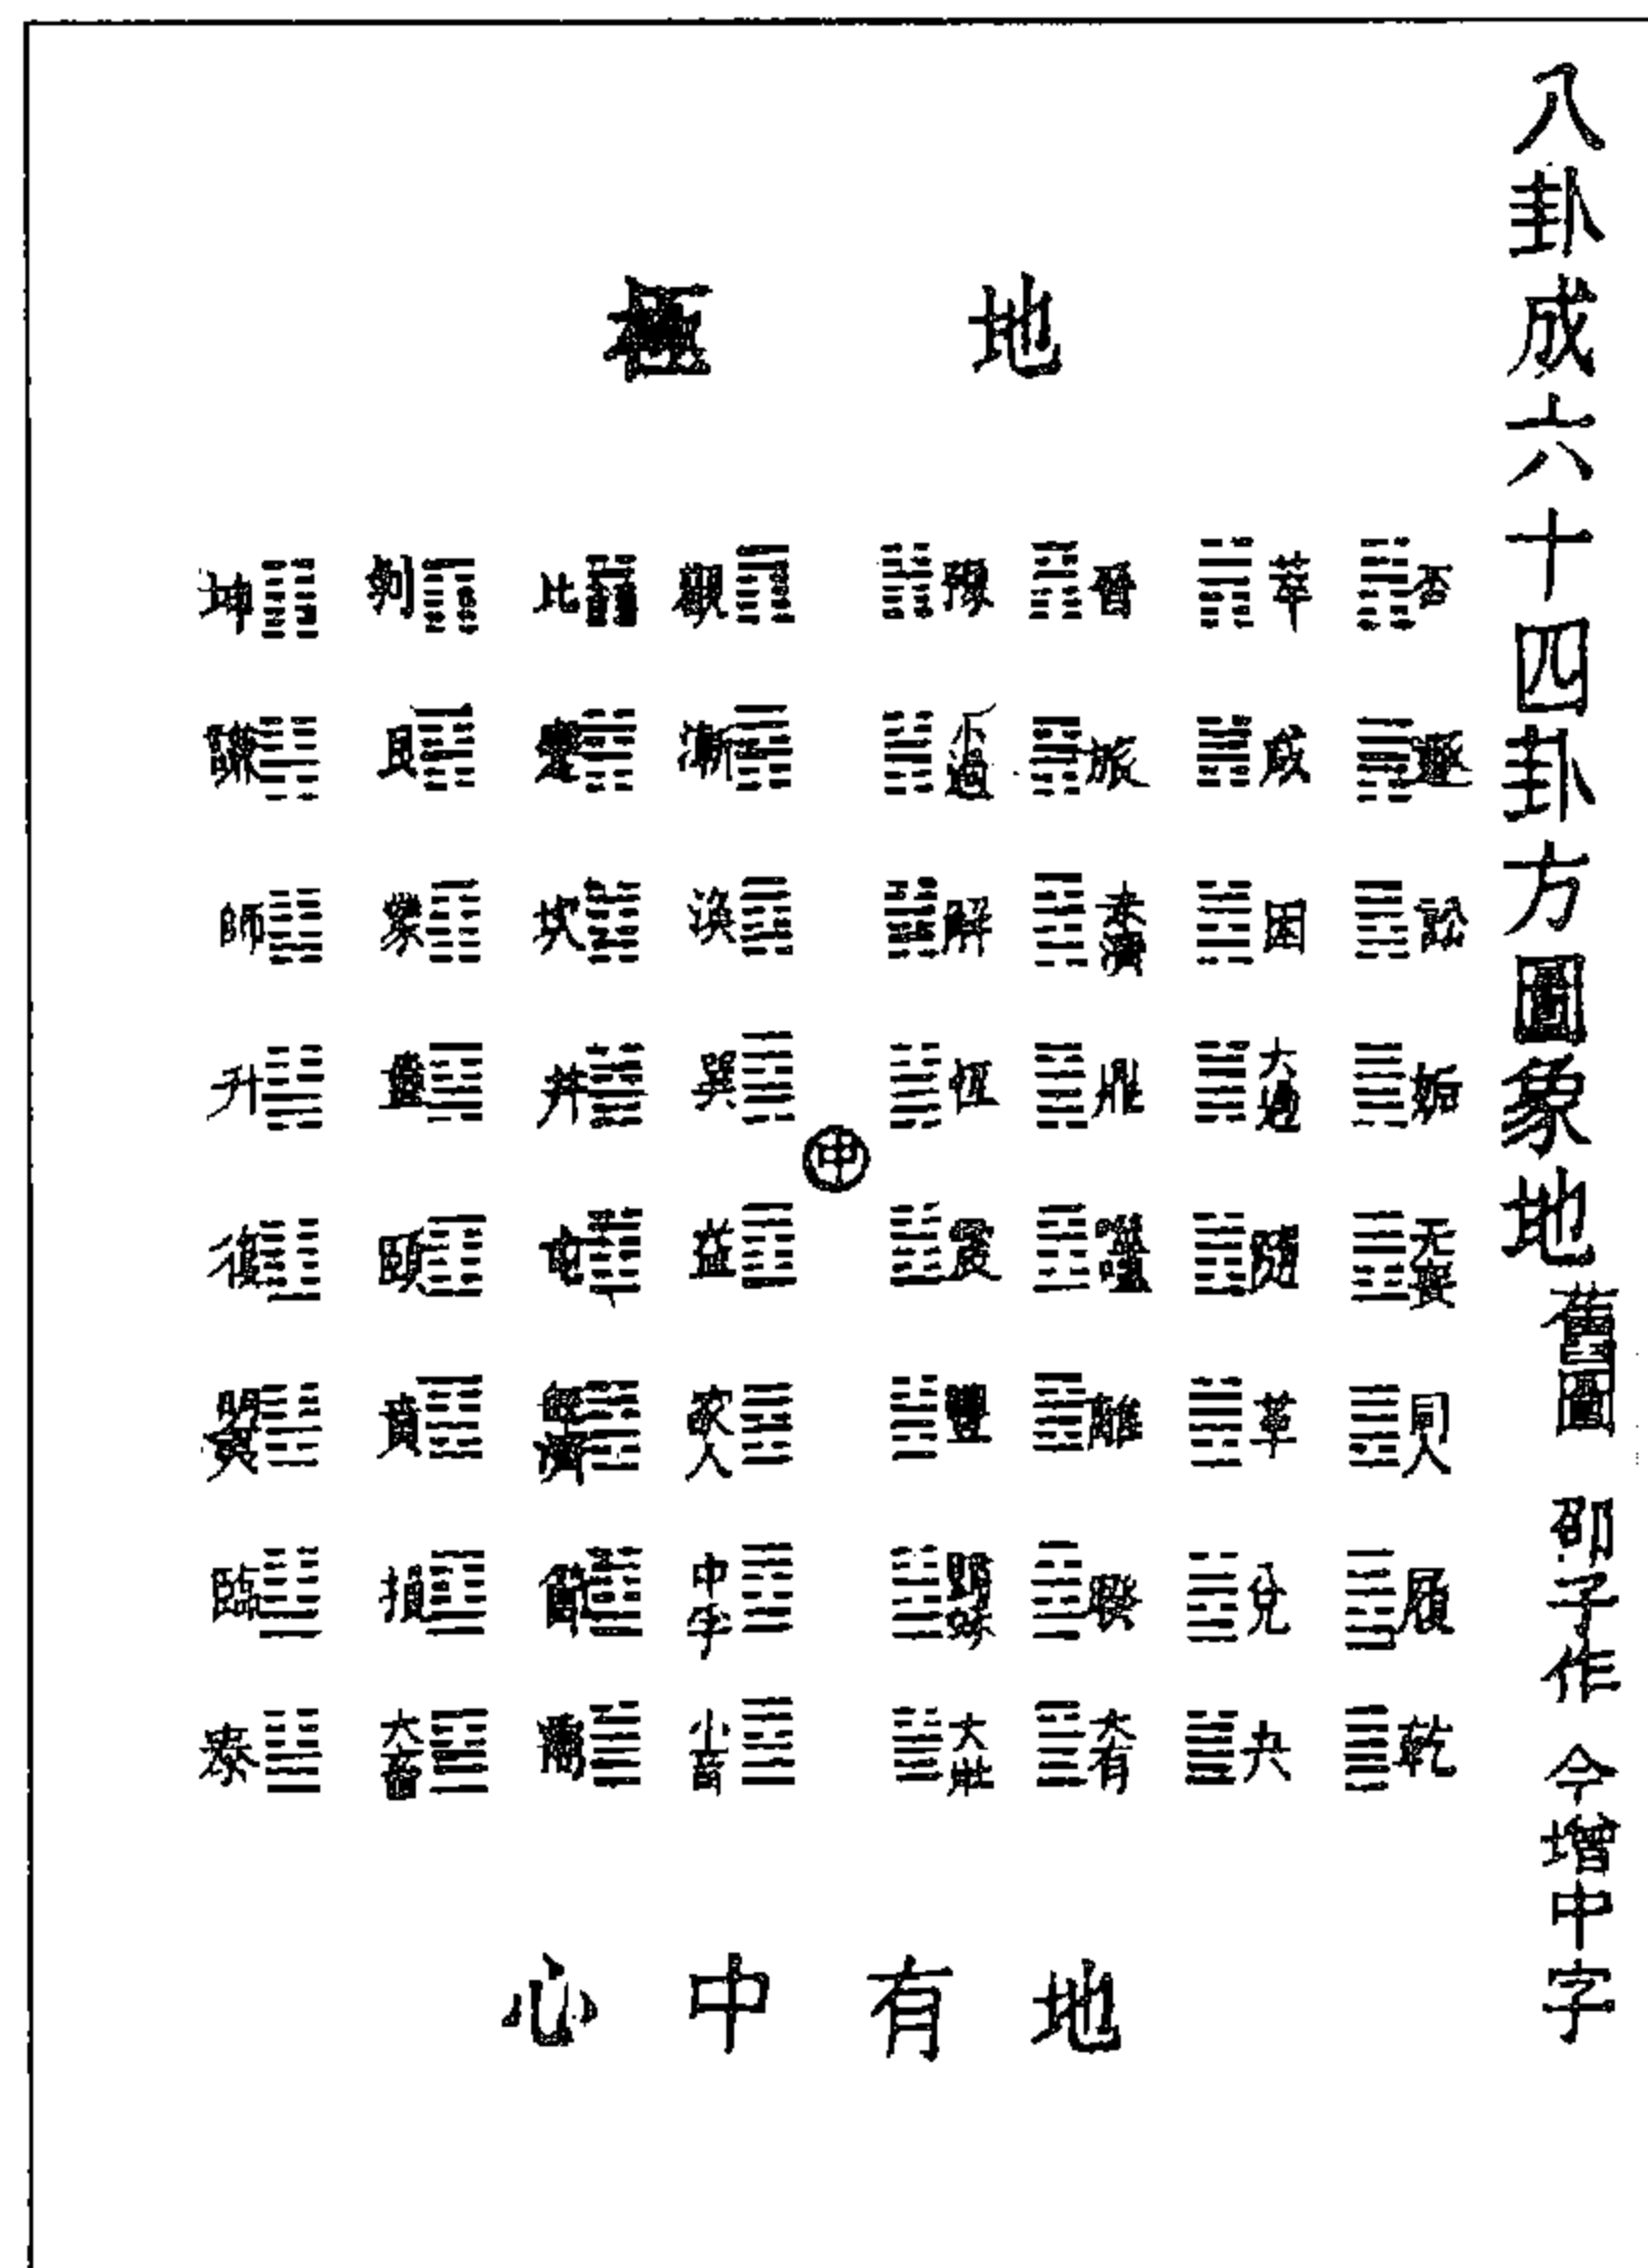 八卦成六十四卦方圖象地 舊圖 邵子作 今增中字
地極
否 萃 晉 豫 觀 比 剝 坤
遯 咸 旅 小過 漸 蹇 艮 謙
訟 困 未濟 解 渙 坎 蒙 師
姤 大過 鼎 恒 巽 井 蠱 升
中
无妄 隨 噬嗑 震 益 屯 頤 復
同人 革 離 豐 家人 既濟 賁 明夷
履 兌 睽 歸妹 中孚 節 損 臨
乾 夬 大有 大壯 小畜 需 大畜 泰
地有中心